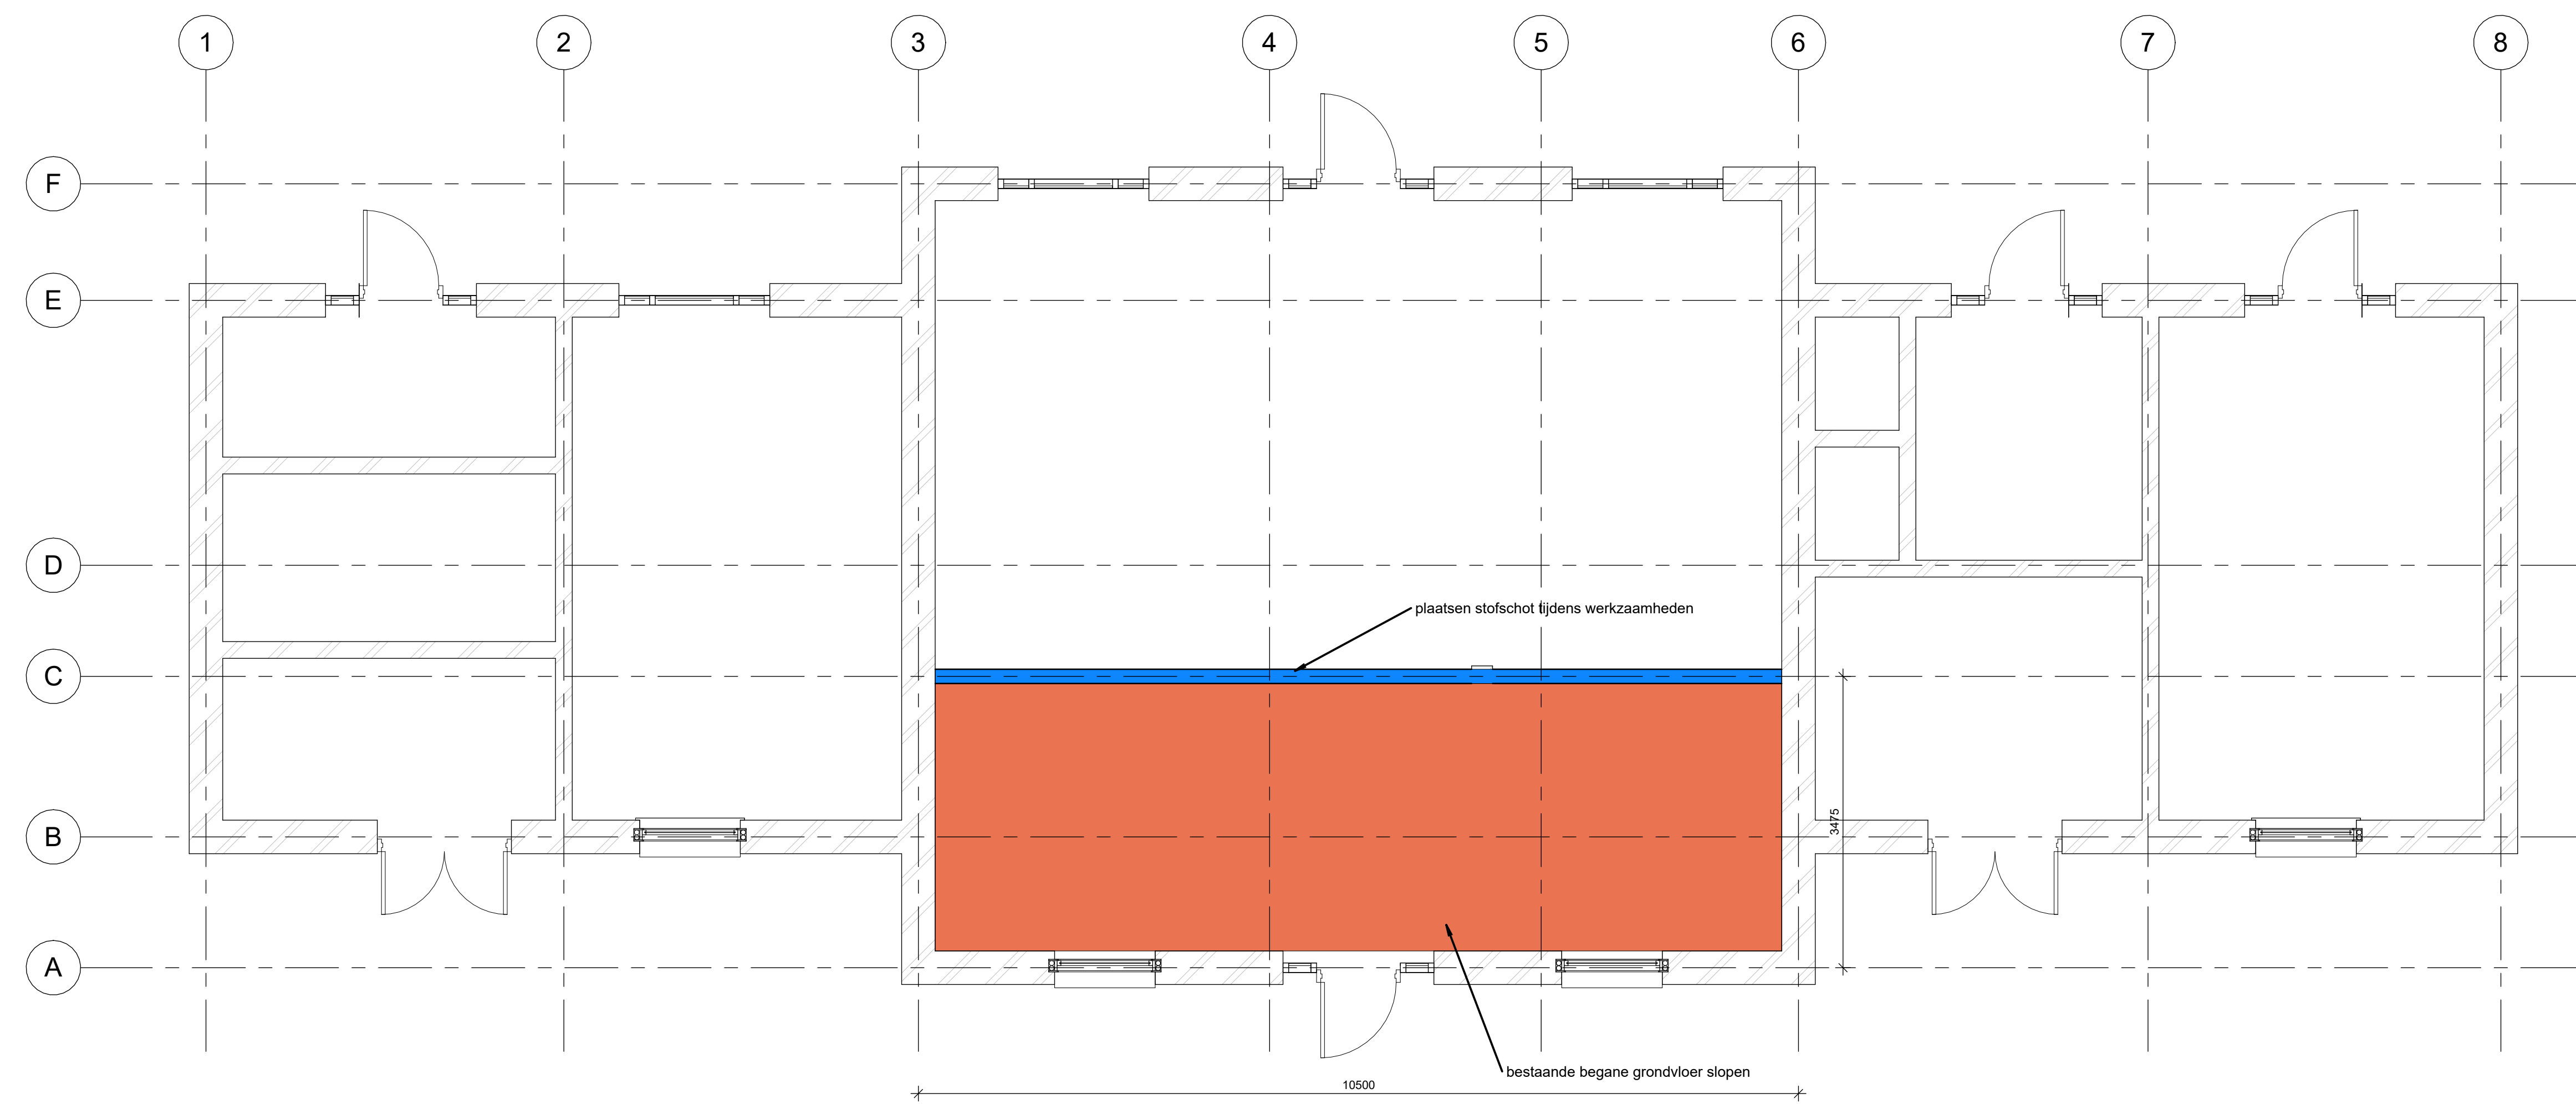 1 2 3 4 5 6 7 8
F
E
D
plaatsen stofschot tijdens werkzaamheden
C
3475
B
A
bestaande begane grondvloer slopen
10500